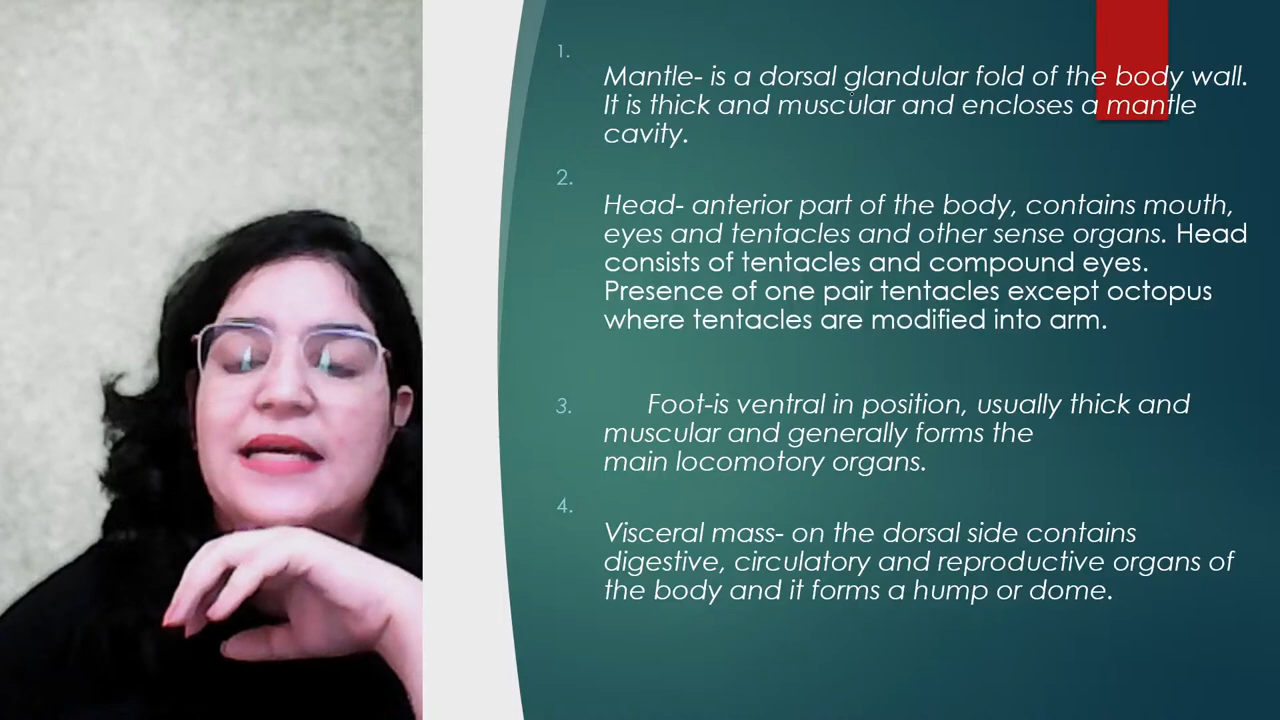 1.
Mantle- is a dorsal glandular fold of the body wall.
It is thick and muscular and encloses a mantle
cavity.
2.
Head- anterior part of the body, contains mouth,
eyes and tentacles and other sense organs. Head
consists of tentacles and compound eyes.
Presence of one pair tentacles except octopus
where tentacles are modified into arm.
3. Foot-is ventral in position, usually thick and
muscular and generally forms the
main locomotory organs.
4.
Visceral mass- on the dorsal side contains
digestive, circulatory and reproductive organs of
the body and it forms a hump or dome.